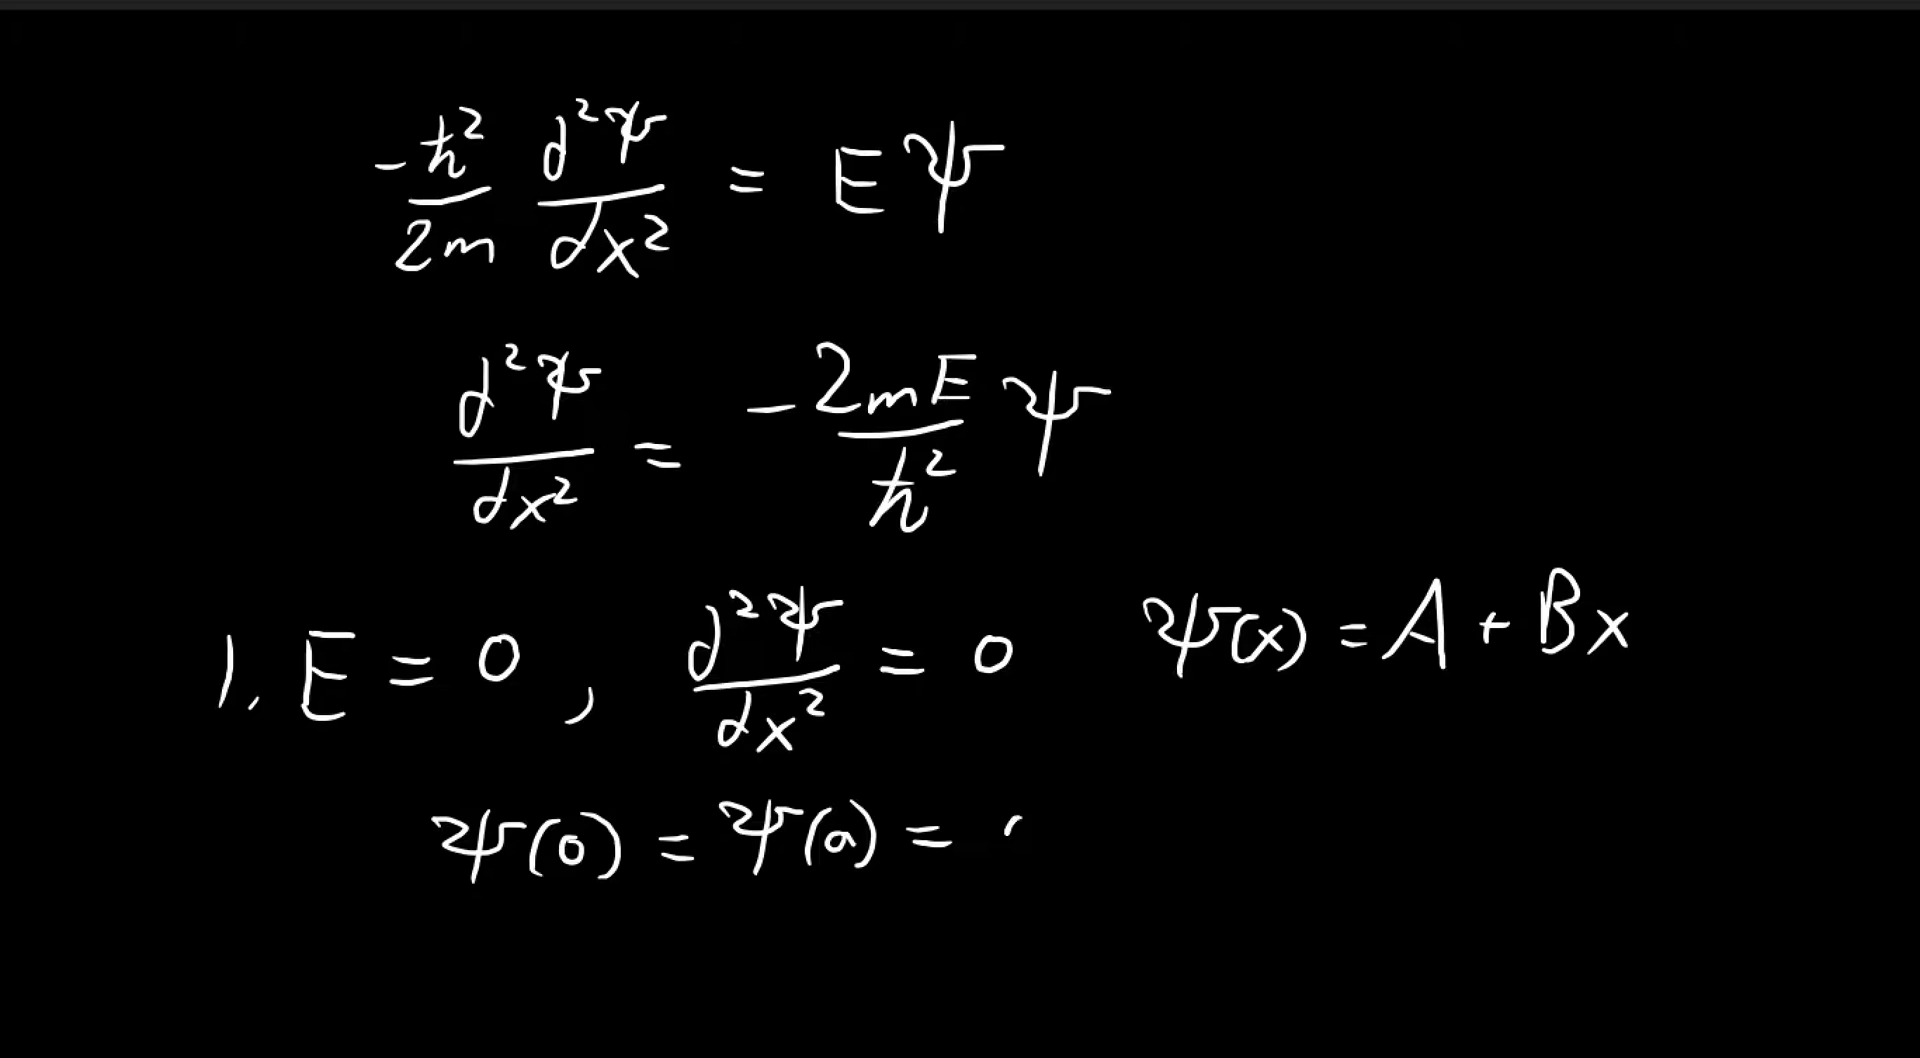 -ħ²/2m d²ψ/dx² = Eψ
d²ψ/dx² = -2mE/ħ² ψ
1. E = 0, d²ψ/dx² = 0 ψ(x) = A + Bx
ψ(0) = ψ(a) =